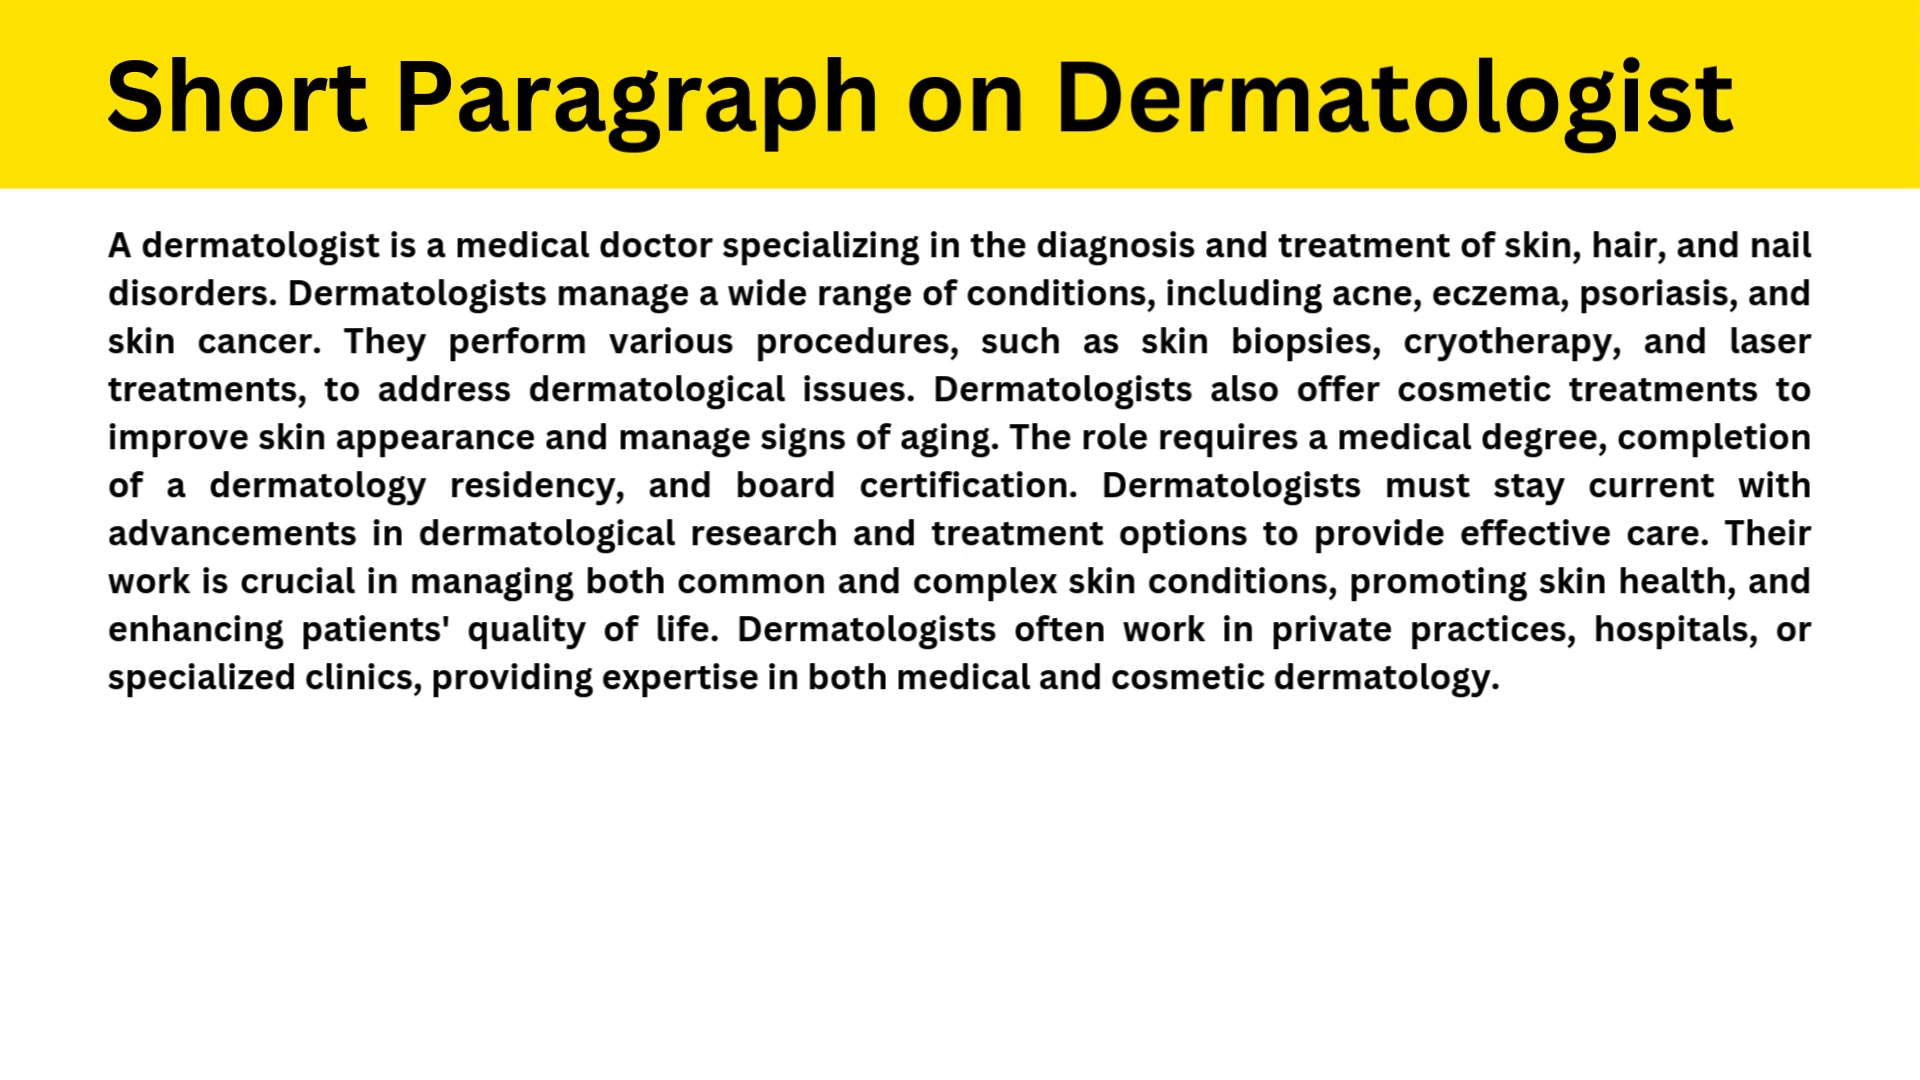 Short Paragraph on Dermatologist
A dermatologist is a medical doctor specializing in the diagnosis and treatment of skin, hair, and nail
disorders. Dermatologists manage a wide range of conditions, including acne, eczema, psoriasis, and
skin cancer. They perform various procedures, such as skin biopsies, cryotherapy, and laser
treatments, to address dermatological issues. Dermatologists also offer cosmetic treatments to
improve skin appearance and manage signs of aging. The role requires a medical degree, completion
of a dermatology residency, and board certification. Dermatologists must stay current with
advancements in dermatological research and treatment options to provide effective care. Their
work is crucial in managing both common and complex skin conditions, promoting skin health, and
enhancing patients' quality of life. Dermatologists often work in private practices, hospitals, or
specialized clinics, providing expertise in both medical and cosmetic dermatology.